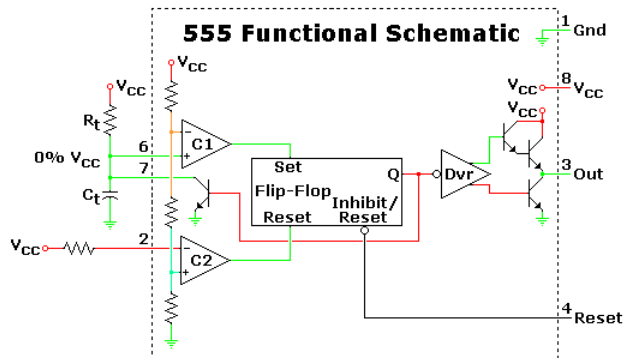 555 Functional Schematic
1 Gnd
8 Vcc
Vcc
Vcc
Vcc
Rt
0% Vcc
6
7
Ct
- C1 +
Set
Flip-Flop
Q
Inhibit/
Reset
Reset
Dvr
3 Out
Vcc
2
- C2 +
4 Reset